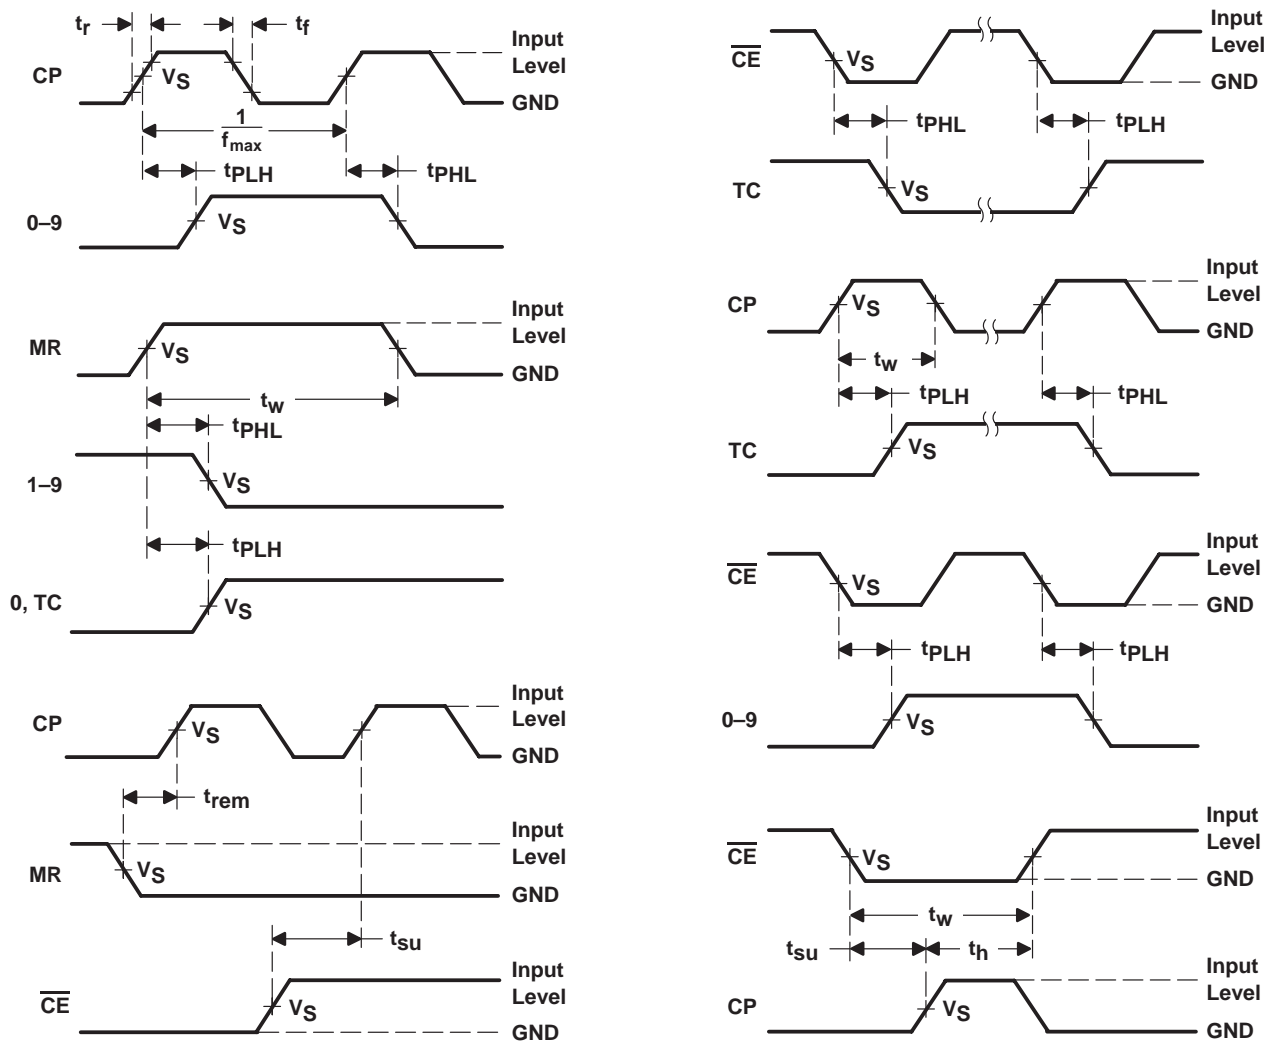 tr
tf
Input
Level
CP
VS
GND
1
fmax
tPLH
tPHL
0–9
VS
Input
Level
MR
VS
GND
tw
tPHL
1–9
VS
tPLH
0, TC
VS
Input
Level
CP
VS
GND
trem
Input
Level
MR
VS
GND
tsu
Input
Level
CE
VS
GND
Input
Level
CE
VS
GND
tPHL
tPLH
TC
VS
Input
Level
CP
VS
GND
tw
tPLH
tPHL
TC
VS
Input
Level
CE
VS
GND
tPLH
tPLH
0–9
VS
Input
Level
CE
VS
GND
tw
tsu
th
Input
Level
CP
VS
GND